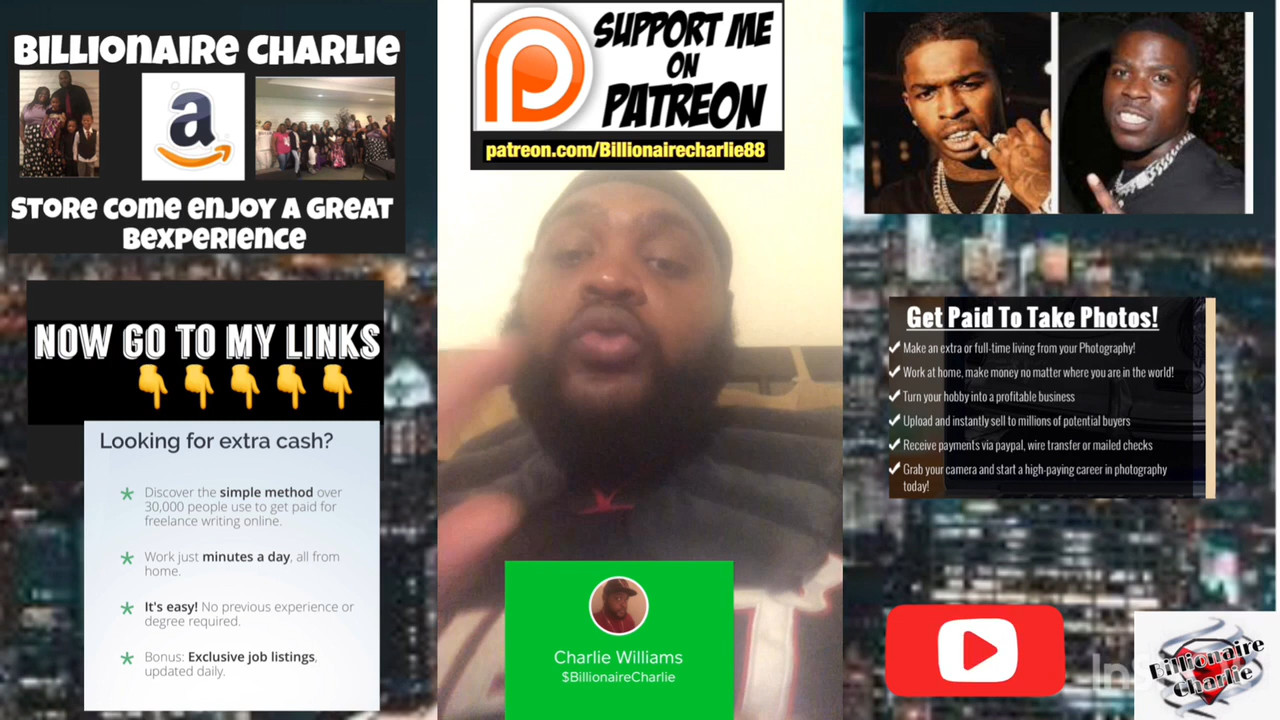 BILLIONAIRE CHARLIE
STORE COME ENJOY A GREAT
BEXPERIENCE
NOW GO TO MY LINKS
Looking for extra cash?
Discover the simple method over
30,000 people use to get paid for
freelance writing online.
Work just minutes a day, all from
home.
It's easy! No previous experience or
degree required.
Bonus: Exclusive job listings,
updated daily.
SUPPORT ME
ON
PATREON
patreon.com/Billionairecharlie88
Charlie Williams
$BillionaireCharlie
Get Paid To Take Photos!
Make an extra or full-time living from your Photography!
Work at home, make money no matter where you are in the world!
Turn your hobby into a profitable business
Upload and instantly sell to millions of potential buyers
Receive payments via paypal, wire transfer or mailed checks
Grab your camera and start a high-paying career in photography
today!
Billionaire
Charlie